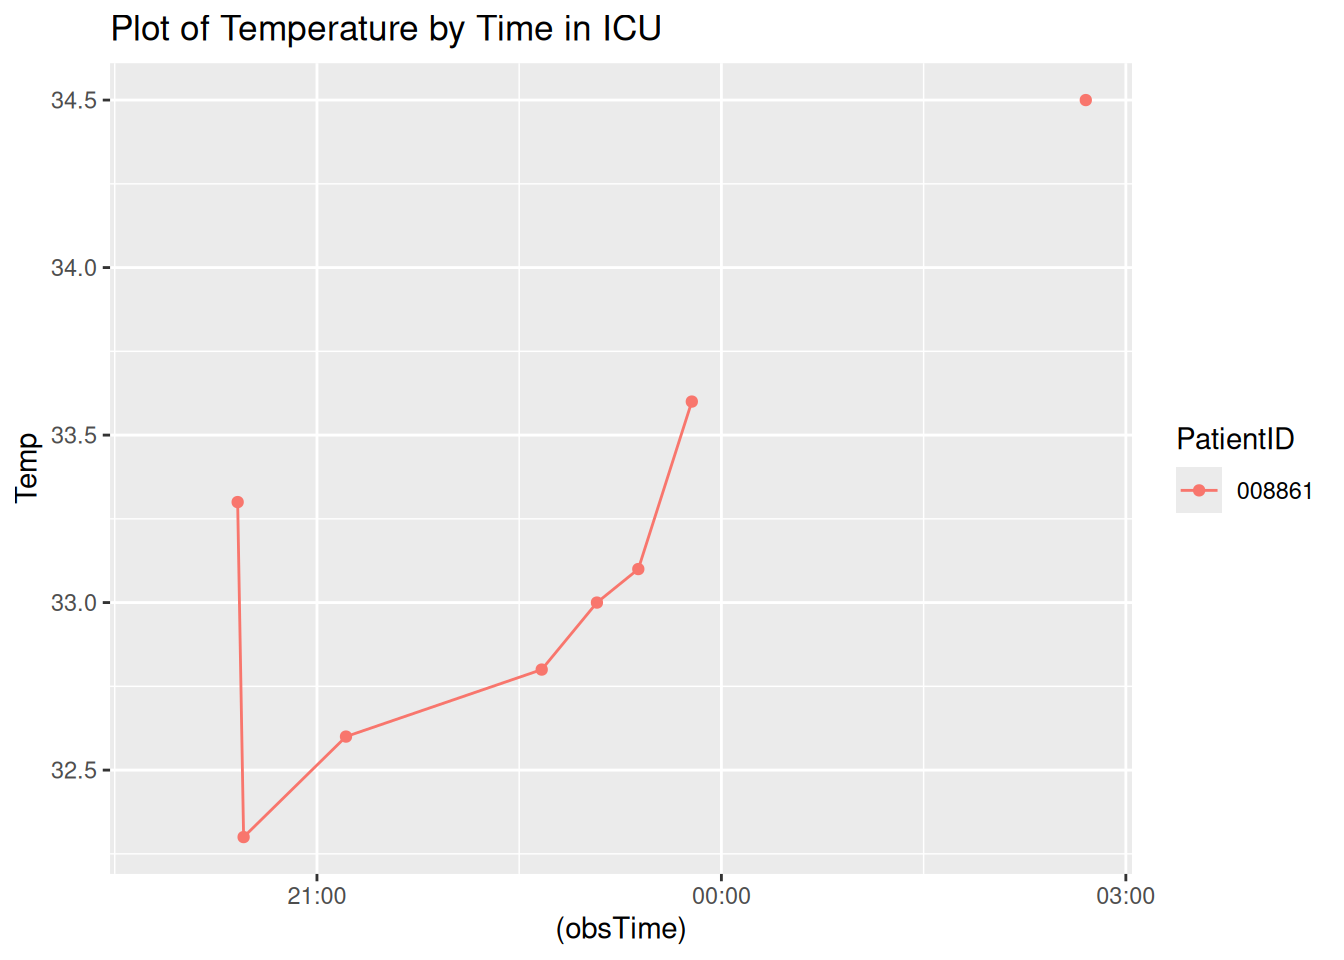 Plot of Temperature by Time in ICU
34.5
34.0
33.5
33.0
32.5
Temp
21:00 00:00 03:00
(obsTime)
PatientID
008861